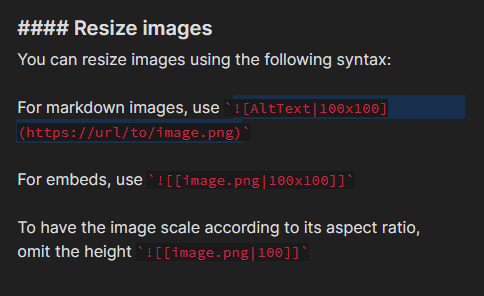 #### Resize images
You can resize images using the following syntax:
For markdown images, use `![AltText|100x100]
(https://url/to/image.png)`
For embeds, use `![[image.png|100x100]]`
To have the image scale according to its aspect ratio,
omit the height `![[image.png|100]]`